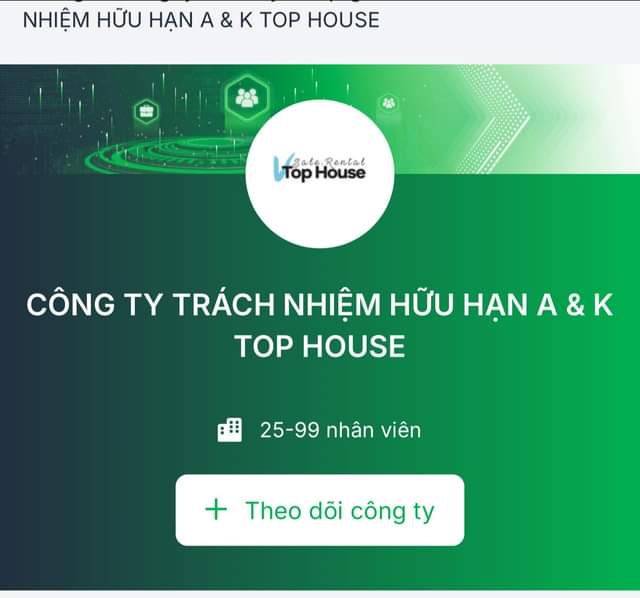 NHIỆM HỮU HẠN A & K TOP HOUSE
Sale.Rental
Top House
CÔNG TY TRÁCH NHIỆM HỮU HẠN A & K
TOP HOUSE
25-99 nhân viên
+ Theo dõi công ty